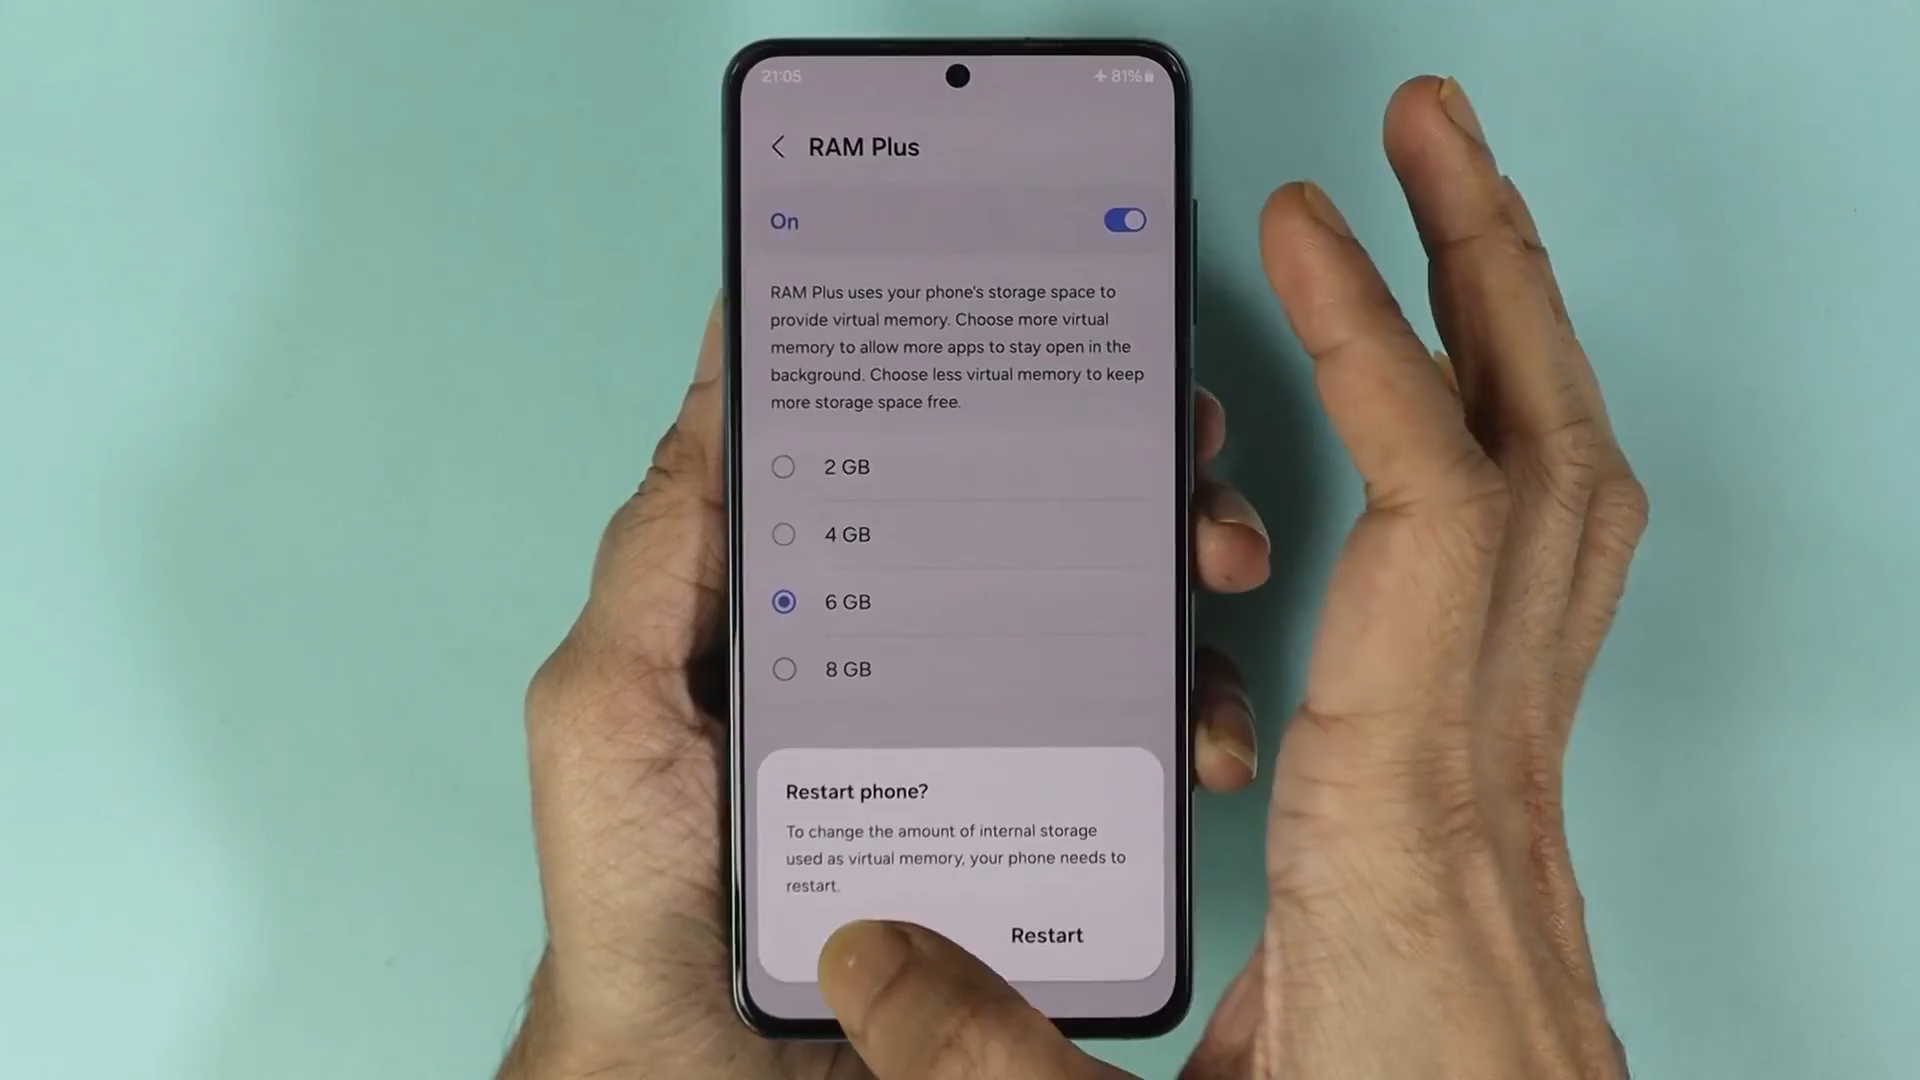 21:05
81%
RAM Plus
On
RAM Plus uses your phone's storage space to
provide virtual memory. Choose more virtual
memory to allow more apps to stay open in the
background. Choose less virtual memory to keep
more storage space free.
2 GB
4 GB
6 GB
8 GB
Restart phone?
To change the amount of internal storage
used as virtual memory, your phone needs to
restart.
Restart